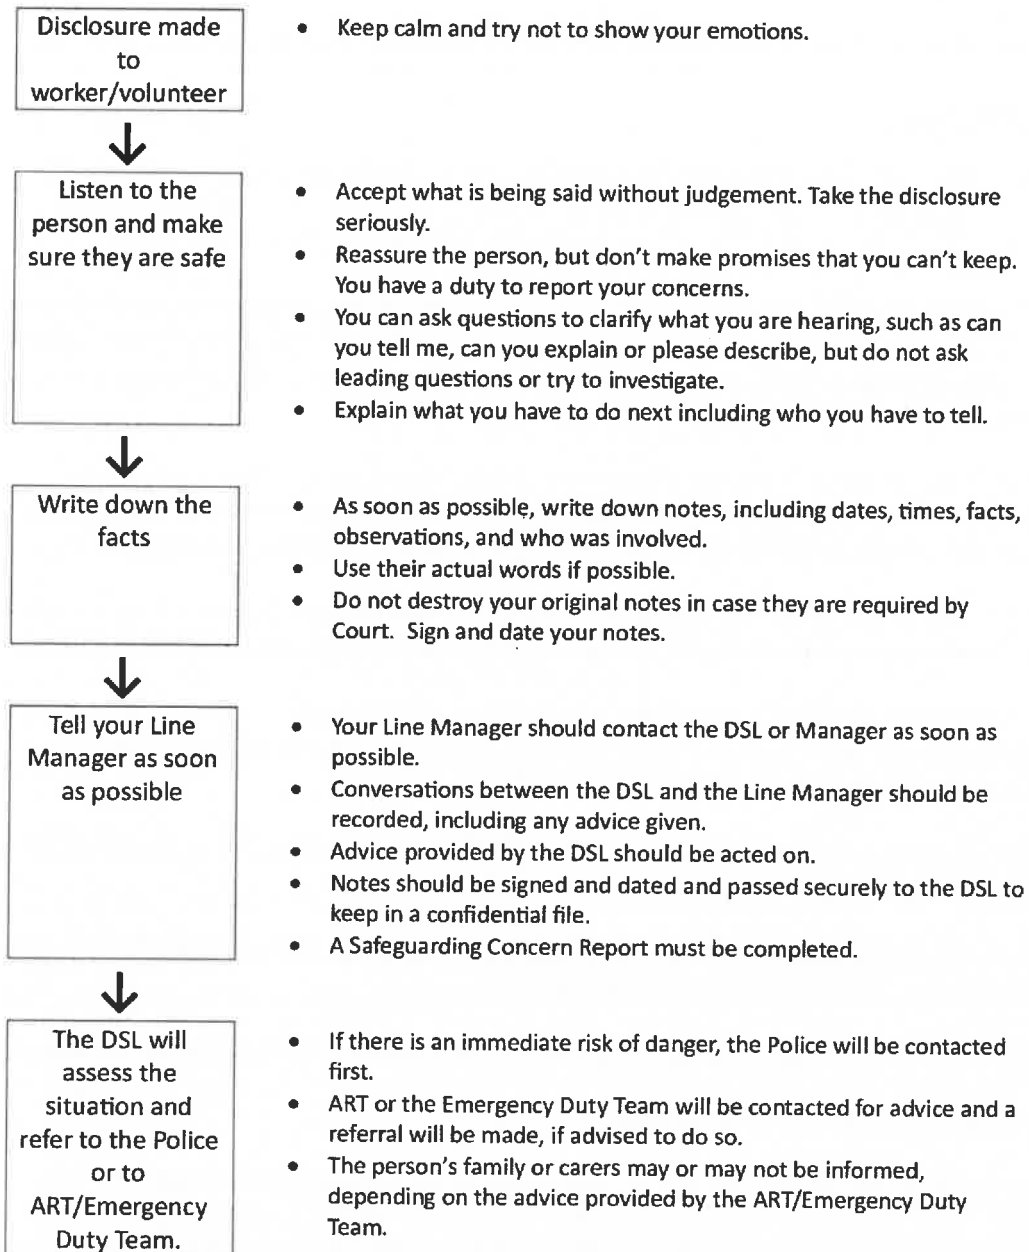 Disclosure made
to
worker/volunteer
• Keep calm and try not to show your emotions.
Listen to the
person and make
sure they are safe
• Accept what is being said without judgement. Take the disclosure
seriously.
• Reassure the person, but don't make promises that you can't keep.
You have a duty to report your concerns.
• You can ask questions to clarify what you are hearing, such as can
you tell me, can you explain or please describe, but do not ask
leading questions or try to investigate.
• Explain what you have to do next including who you have to tell.
Write down the
facts
• As soon as possible, write down notes, including dates, times, facts,
observations, and who was involved.
• Use their actual words if possible.
• Do not destroy your original notes in case they are required by
Court. Sign and date your notes.
Tell your Line
Manager as soon
as possible
• Your Line Manager should contact the DSL or Manager as soon as
possible.
• Conversations between the DSL and the Line Manager should be
recorded, including any advice given.
• Advice provided by the DSL should be acted on.
• Notes should be signed and dated and passed securely to the DSL to
keep in a confidential file.
• A Safeguarding Concern Report must be completed.
The DSL will
assess the
situation and
refer to the Police
or to
ART/Emergency
Duty Team.
• If there is an immediate risk of danger, the Police will be contacted
first.
• ART or the Emergency Duty Team will be contacted for advice and a
referral will be made, if advised to do so.
• The person's family or carers may or may not be informed,
depending on the advice provided by the ART/Emergency Duty
Team.